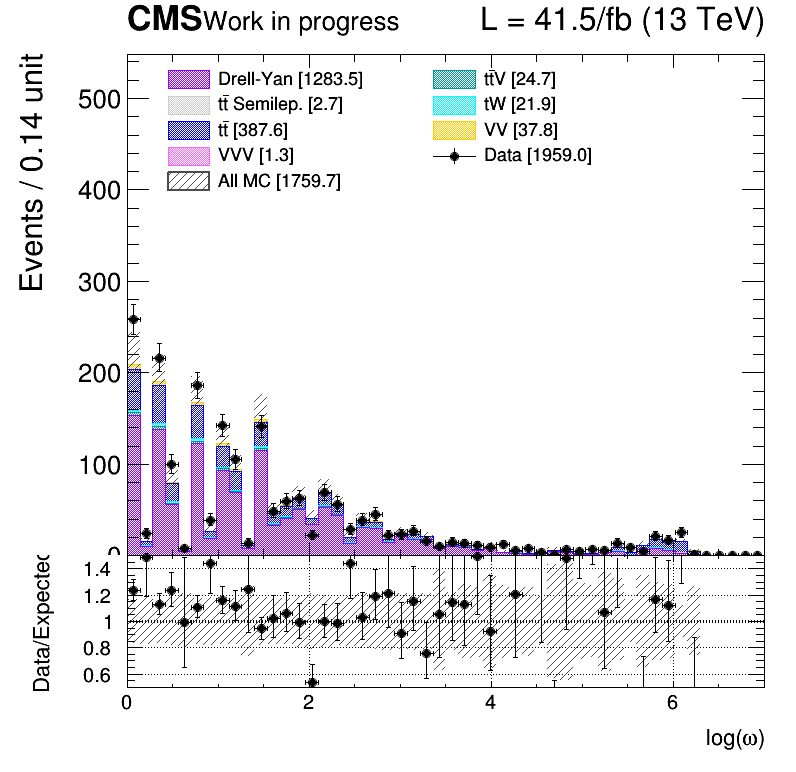 CMS Work in progress L = 41.5/fb (13 TeV)
Events / 0.14 unit
Drell-Yan [1283.5]
tt̄ Semilep. [2.7]
tt̄ [387.6]
VVV [1.3]
All MC [1759.7]
tt̄V [24.7]
tW [21.9]
VV [37.8]
Data [1959.0]
500
400
300
200
100
0
Data/Expected
1.4
1.2
1
0.8
0.6
0 2 4 6
log(ω)